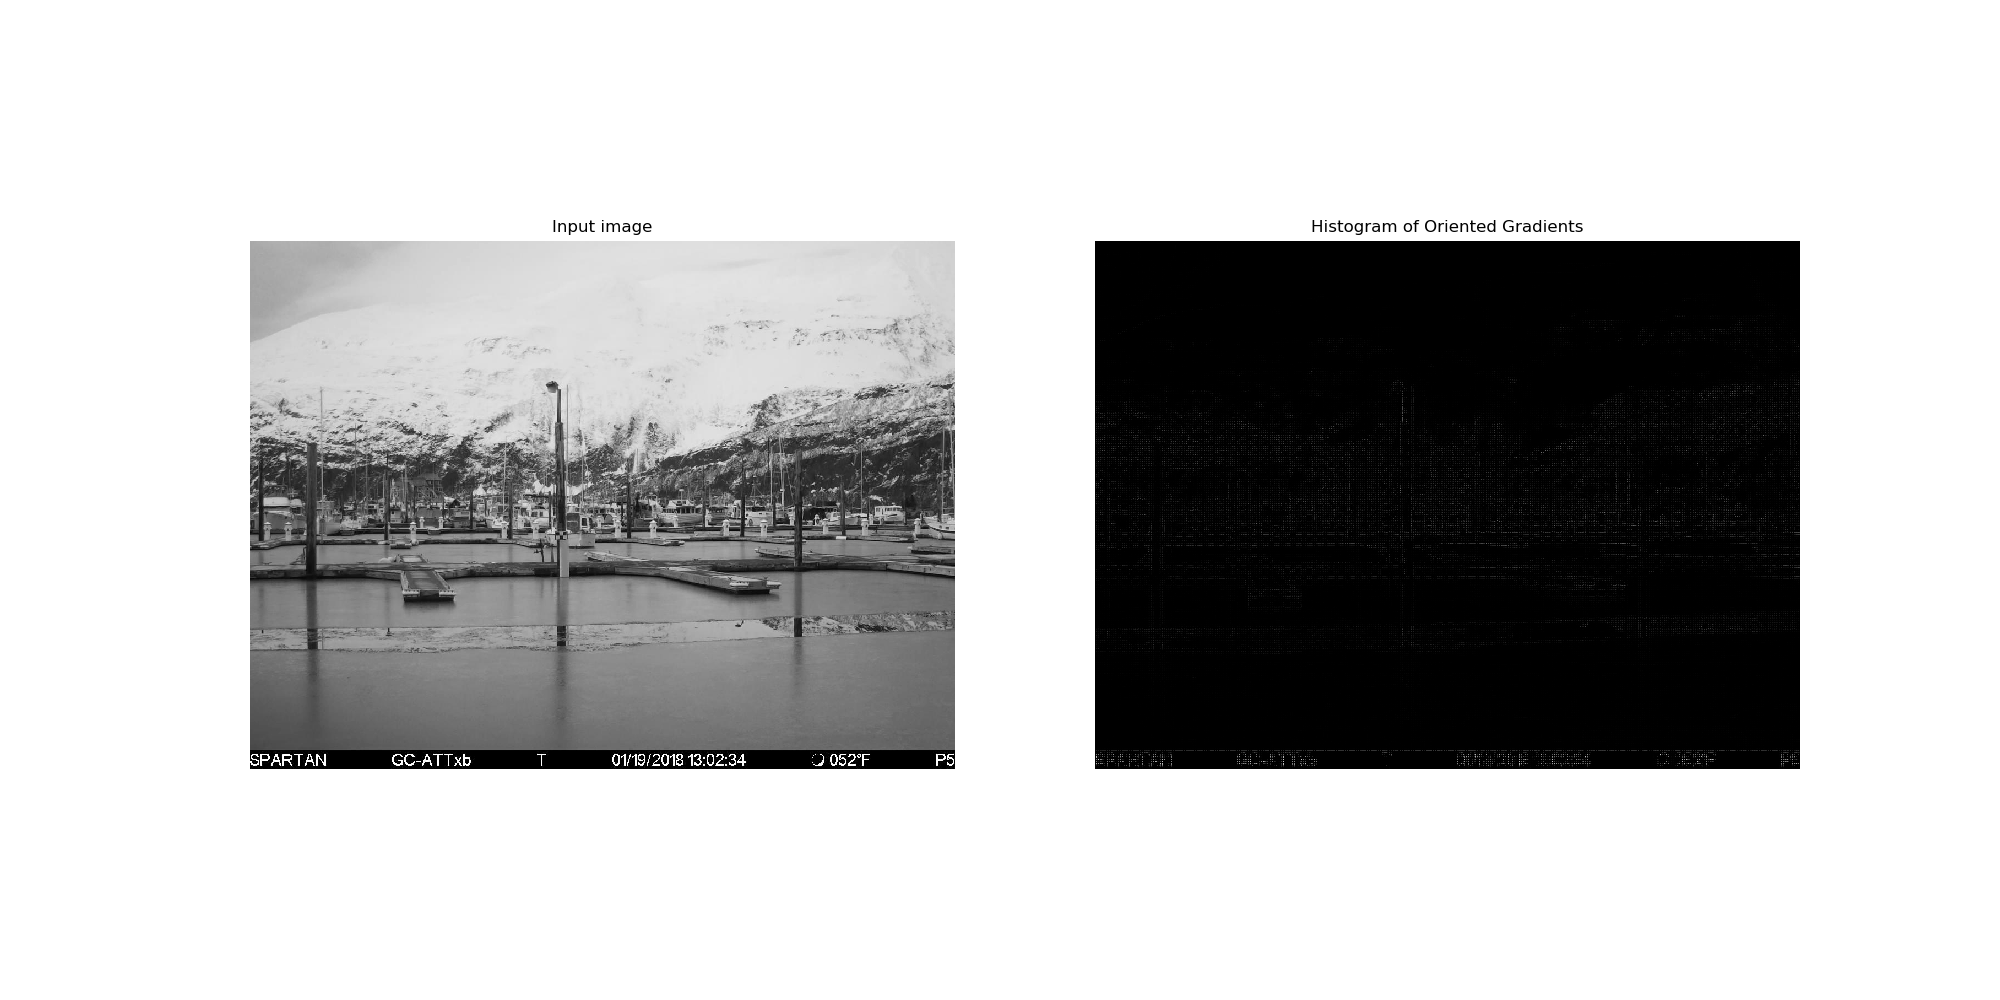 Input image
Histogram of Oriented Gradients
SPARTAN GC-ATTxb T 01/19/2018 13:02:34 052°F P5